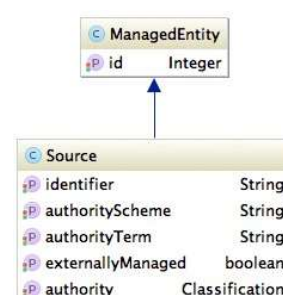 C ManagedEntity
P id Integer
C Source
P identifier String
P authorityScheme String
P authorityTerm String
P externallyManaged boolean
P authority Classification